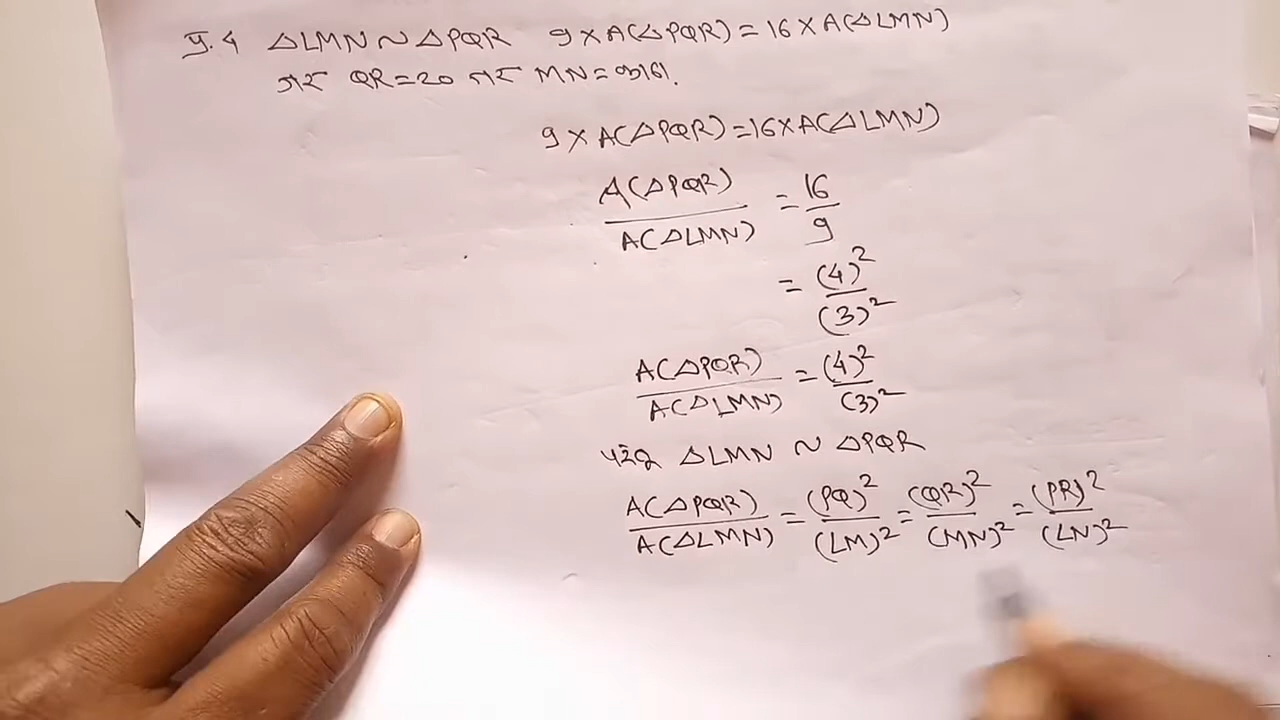 प्र. 4 △LMN ~ △PQR 9 × A(△PQR) = 16 × A(△LMN)
जर QR = 20 तर MN = काढा.
9 × A(△PQR) = 16 × A(△LMN)
A(△PQR) / A(△LMN) = 16 / 9
= (4)² / (3)²
A(△PQR) / A(△LMN) = (4)² / (3)²
परंतु △LMN ~ △PQR
A(△PQR) / A(△LMN) = (PQ)² / (LM)² = (QR)² / (MN)² = (PR)² / (LN)²